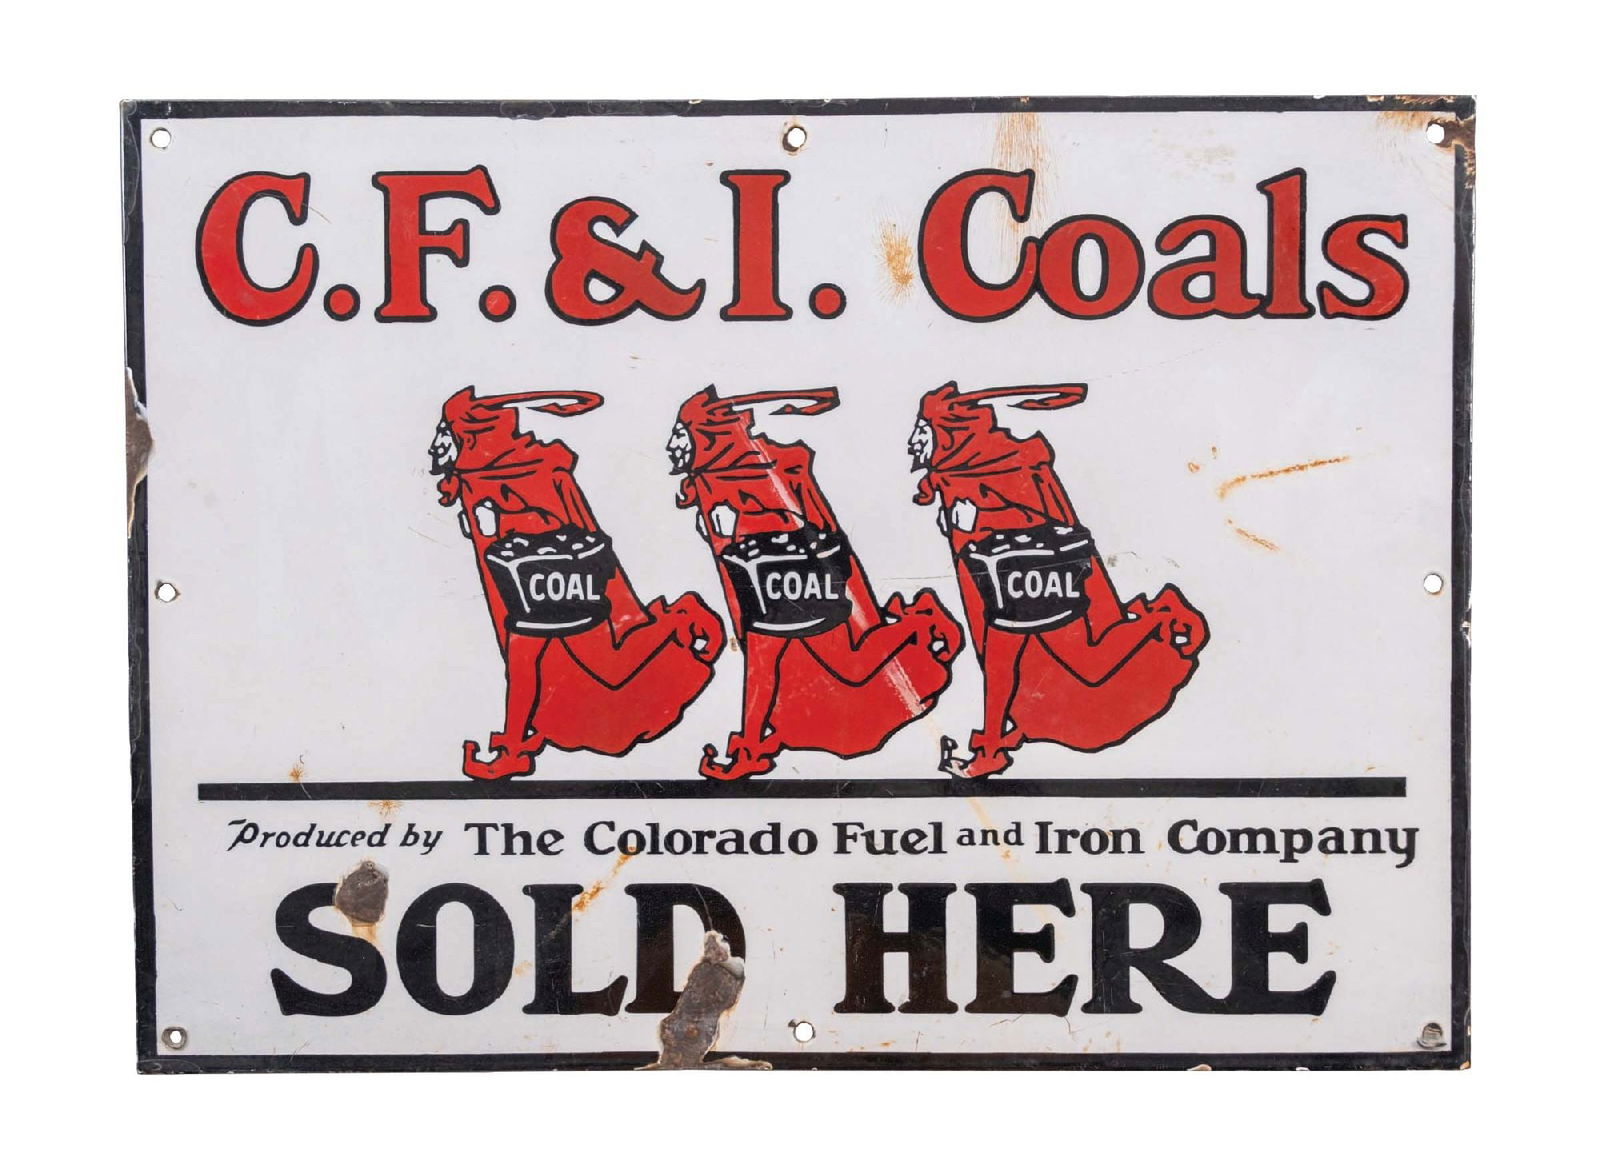 C.F.&I. Coals
COAL COAL COAL
Produced by The Colorado Fuel and Iron Company
SOLD HERE